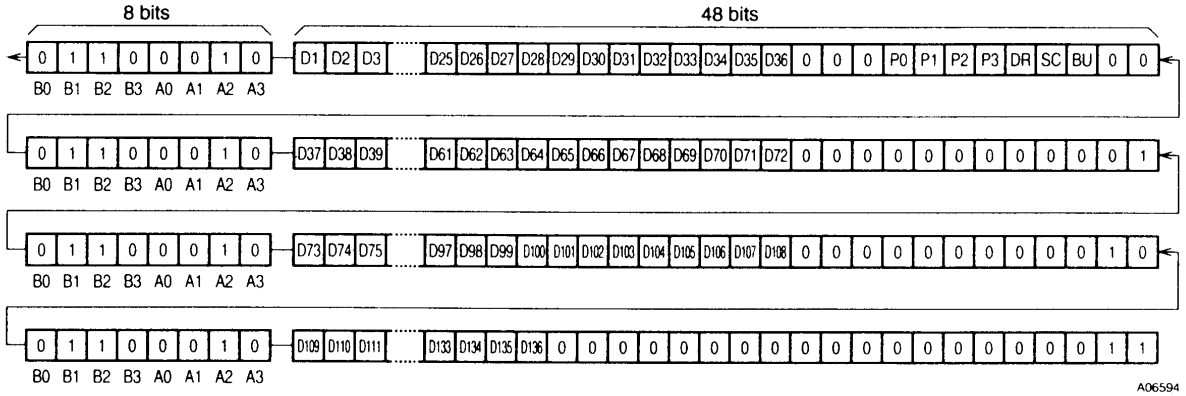 8 bits 48 bits
0 1 1 0 0 0 1 0 D1 D2 D3 D25 D26 D27 D28 D29 D30 D31 D32 D33 D34 D35 D36 0 0 0 P0 P1 P2 P3 DR SC BU 0 0
B0 B1 B2 B3 A0 A1 A2 A3
0 1 1 0 0 0 1 0 D37 D38 D39 D61 D62 D63 D64 D65 D66 D67 D68 D69 D70 D71 D72 0 0 0 0 0 0 0 0 0 0 0 1
B0 B1 B2 B3 A0 A1 A2 A3
0 1 1 0 0 0 1 0 D73 D74 D75 D97 D98 D99 D100 D101 D102 D103 D104 D105 D106 D107 D108 0 0 0 0 0 0 0 0 0 0 1 0
B0 B1 B2 B3 A0 A1 A2 A3
0 1 1 0 0 0 1 0 D109 D110 D111 D133 D134 D135 D136 0 0 0 0 0 0 0 0 0 0 0 0 0 0 0 0 0 0 1 1
B0 B1 B2 B3 A0 A1 A2 A3
A06594